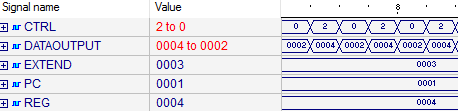 Signal name Value 8
CTRL 2 to 0 0 2 0 2 0 2
DATAOUTPUT 0004 to 0002 0002 0004 0002 0004 0002 0004
EXTEND 0003 0003
PC 0001 0001
REG 0004 0004